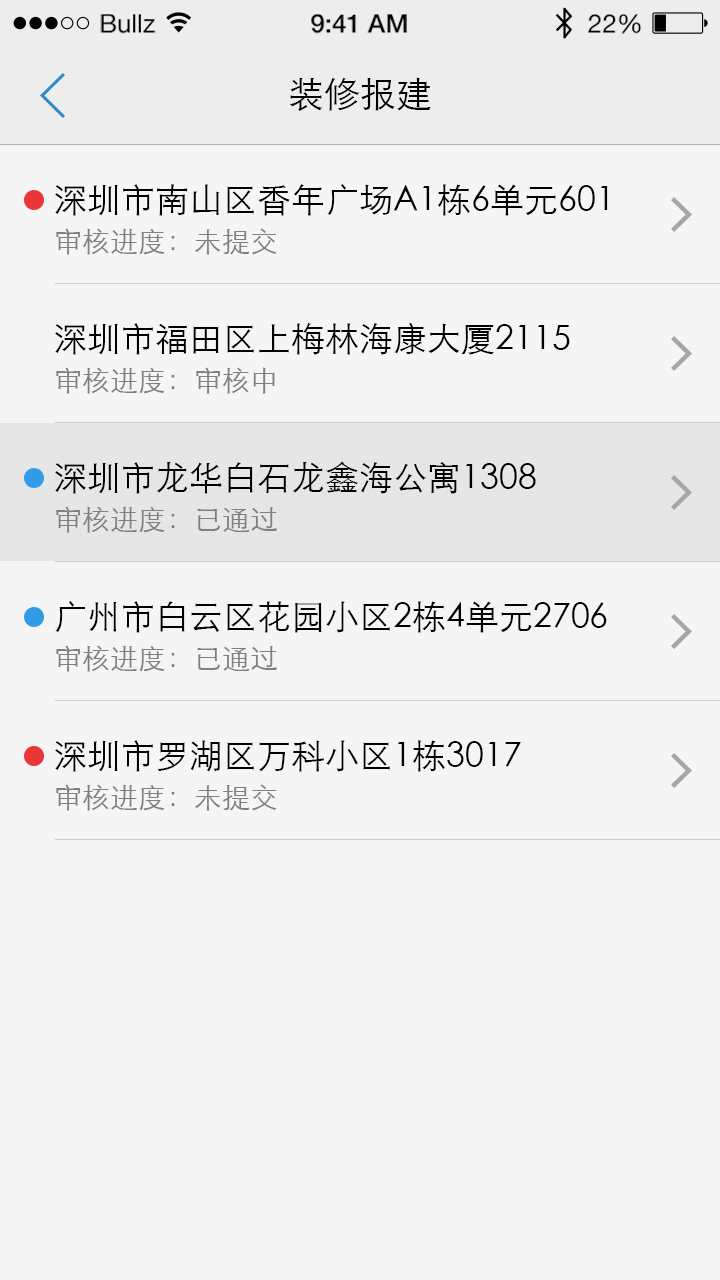 Bullz 9:41 AM 22%
装修报建
深圳市南山区香年广场A1栋6单元601
审核进度：未提交
深圳市福田区上梅林海康大厦2115
审核进度：审核中
深圳市龙华白石龙鑫海公寓1308
审核进度：已通过
广州市白云区花园小区2栋4单元2706
审核进度：已通过
深圳市罗湖区万科小区1栋3017
审核进度：未提交